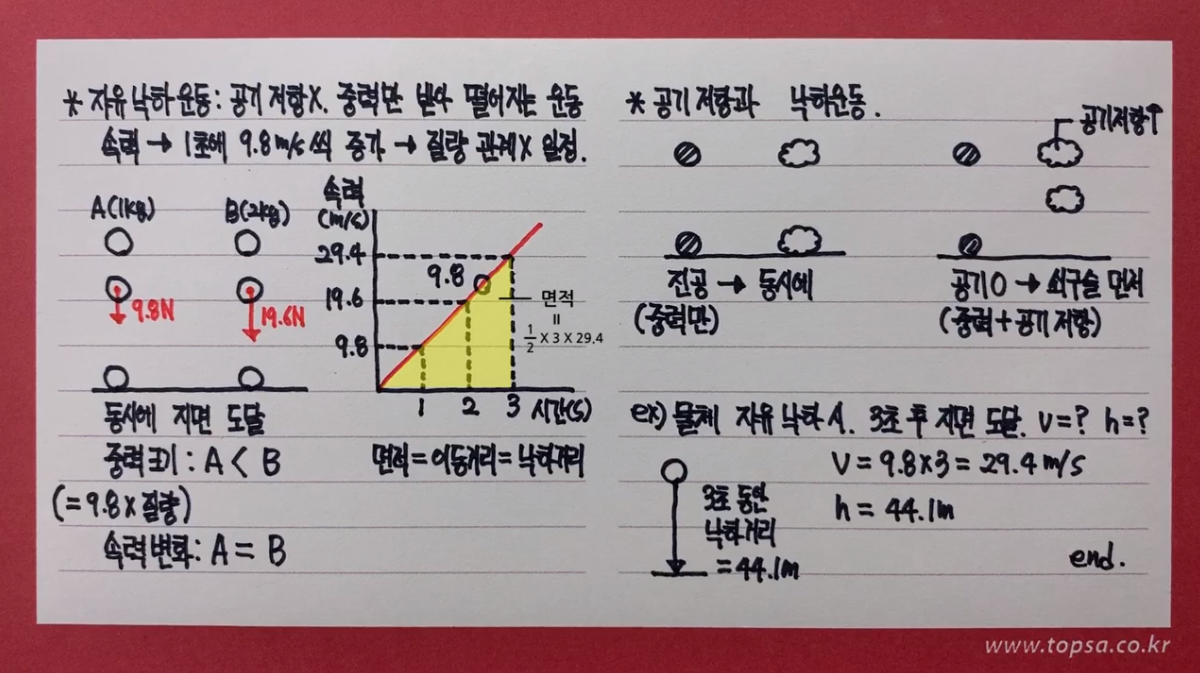 * 자유 낙하 운동 : 공기 저항X. 중력만 받아 떨어지는 운동
속력 → 1초에 9.8m/s씩 증가 → 질량 관계X 일정.
A(1kg)
B(2kg)
9.8N
19.6N
동시에 지면 도달
중력 크기 : A < B
(= 9.8 x 질량)
속력 변화 : A = B
속력
(m/s)
29.4
19.6
9.8
9.8
면적
=
1/2 X 3 X 29.4
1 2 3 시간(s)
면적 = 이동거리 = 낙하거리
* 공기 저항과 낙하운동.
공기저항↑
진공 → 동시에
(중력만)
공기O → 쇠구슬 먼저
(중력 + 공기 저항)
ex) 물체 자유 낙하 A. 3초 후 지면 도달. v=? h=?
v = 9.8x3 = 29.4 m/s
h = 44.1m
3초 동안
낙하거리
= 44.1m
end.
www.topsa.co.kr